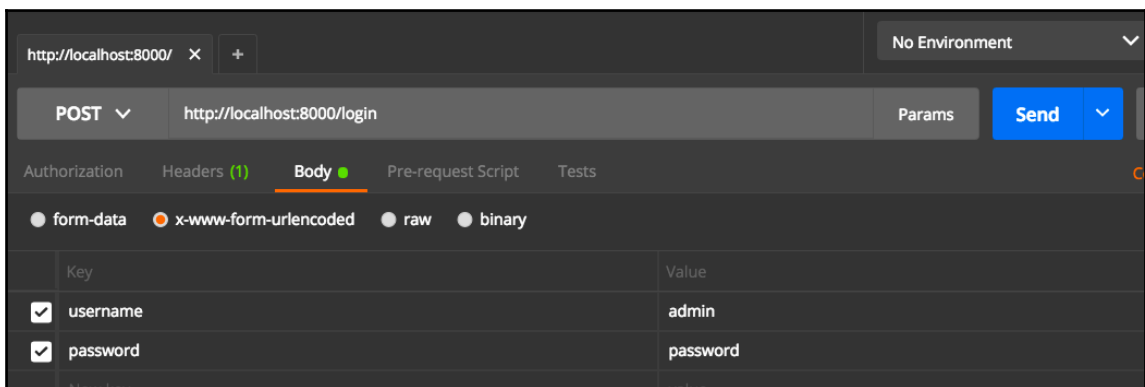 http://localhost:8000/ × + No Environment
POST http://localhost:8000/login Params Send
Authorization Headers (1) Body Pre-request Script Tests
form-data x-www-form-urlencoded raw binary
Key Value
username admin
password password